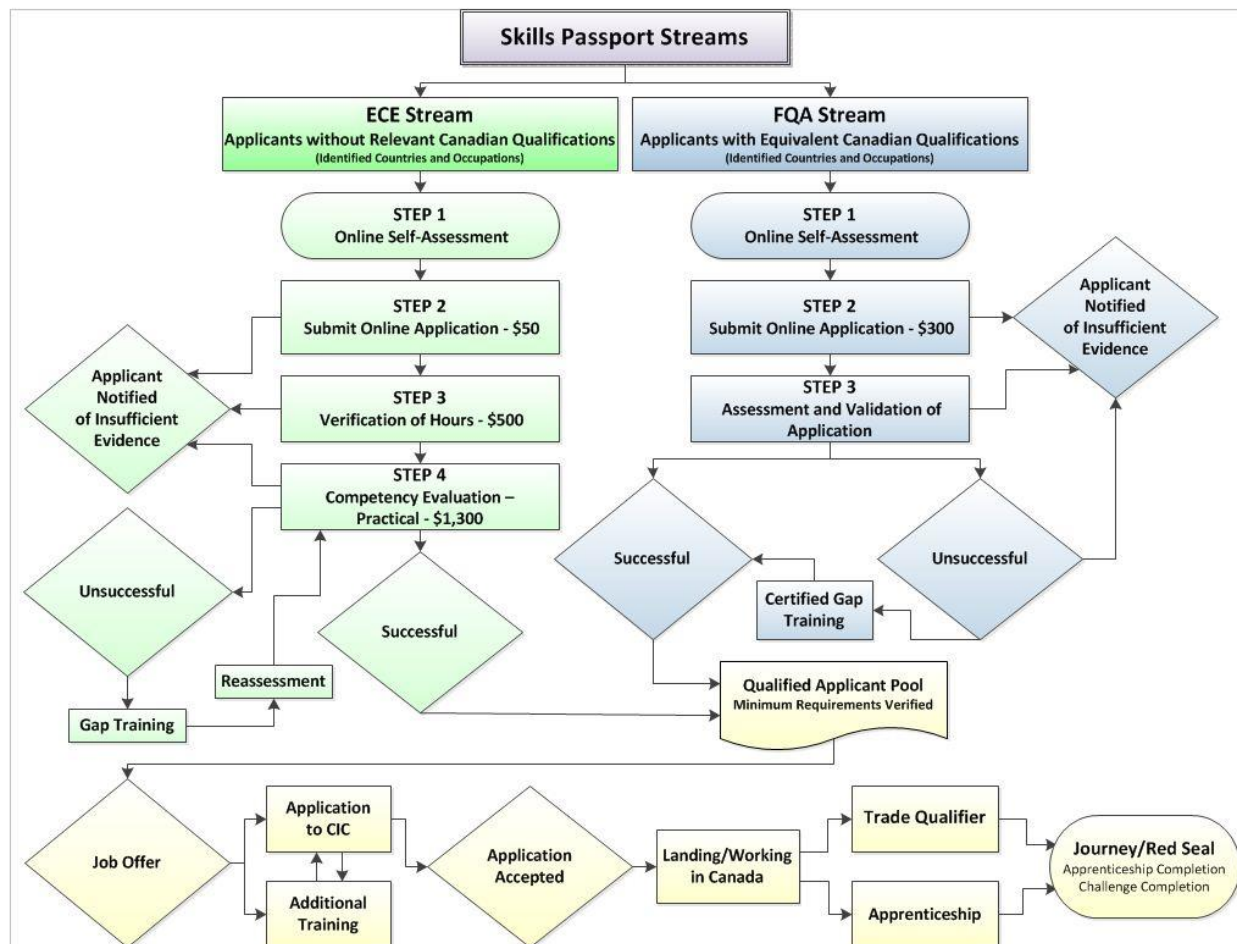 Skills Passport Streams
ECE Stream
Applicants without Relevant Canadian Qualifications
(Identified Countries and Occupations)
FQA Stream
Applicants with Equivalent Canadian Qualifications
(Identified Countries and Occupations)
STEP 1
Online Self-Assessment
STEP 1
Online Self-Assessment
STEP 2
Submit Online Application - $50
STEP 2
Submit Online Application - $300
Applicant
Notified
of Insufficient
Evidence
Applicant
Notified
of Insufficient
Evidence
STEP 3
Verification of Hours - $500
STEP 3
Assessment and Validation of
Application
STEP 4
Competency Evaluation –
Practical - $1,300
Unsuccessful
Successful
Successful
Unsuccessful
Certified Gap
Training
Reassessment
Gap Training
Qualified Applicant Pool
Minimum Requirements Verified
Job Offer
Application
to CIC
Additional
Training
Application
Accepted
Landing/Working
in Canada
Trade Qualifier
Apprenticeship
Journey/Red Seal
Apprenticeship Completion
Challenge Completion